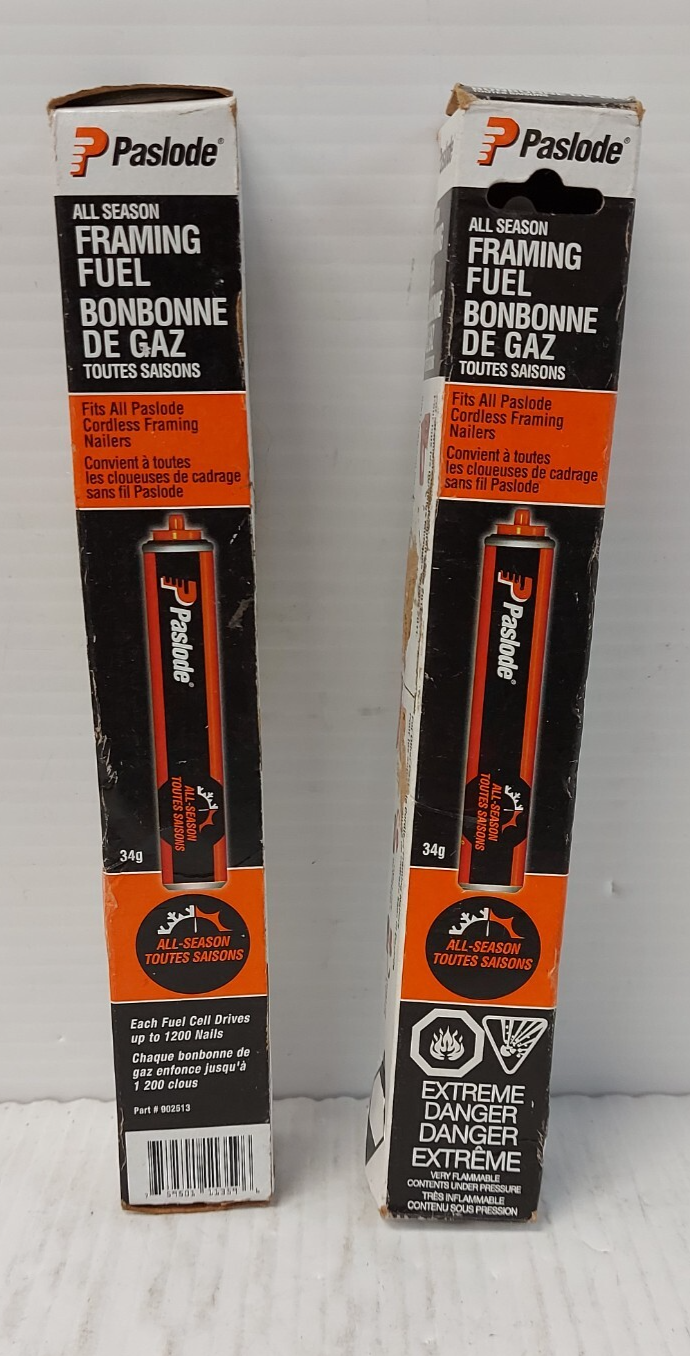 Paslode®
ALL SEASON
FRAMING
FUEL
BONBONNE
DE GAZ
TOUTES SAISONS
Fits All Paslode
Cordless Framing
Nailers
Convient à toutes
les cloueuses de cadrage
sans fil Paslode
Paslode®
ALL-SEASON
TOUTES SAISONS
34g
ALL-SEASON
TOUTES SAISONS
Each Fuel Cell Drives
up to 1200 Nails
Chaque bonbonne de
gaz enfonce jusqu'à
1 200 clous
Part # 902613
Paslode®
ALL SEASON
FRAMING
FUEL
BONBONNE
DE GAZ
TOUTES SAISONS
Fits All Paslode
Cordless Framing
Nailers
Convient à toutes
les cloueuses de cadrage
sans fil Paslode
Paslode®
ALL-SEASON
TOUTES SAISONS
34g
ALL-SEASON
TOUTES SAISONS
EXTREME
DANGER
DANGER
EXTRÊME
VERY FLAMMABLE
CONTENTS UNDER PRESSURE
TRÈS INFLAMMABLE
CONTENU SOUS PRESSION